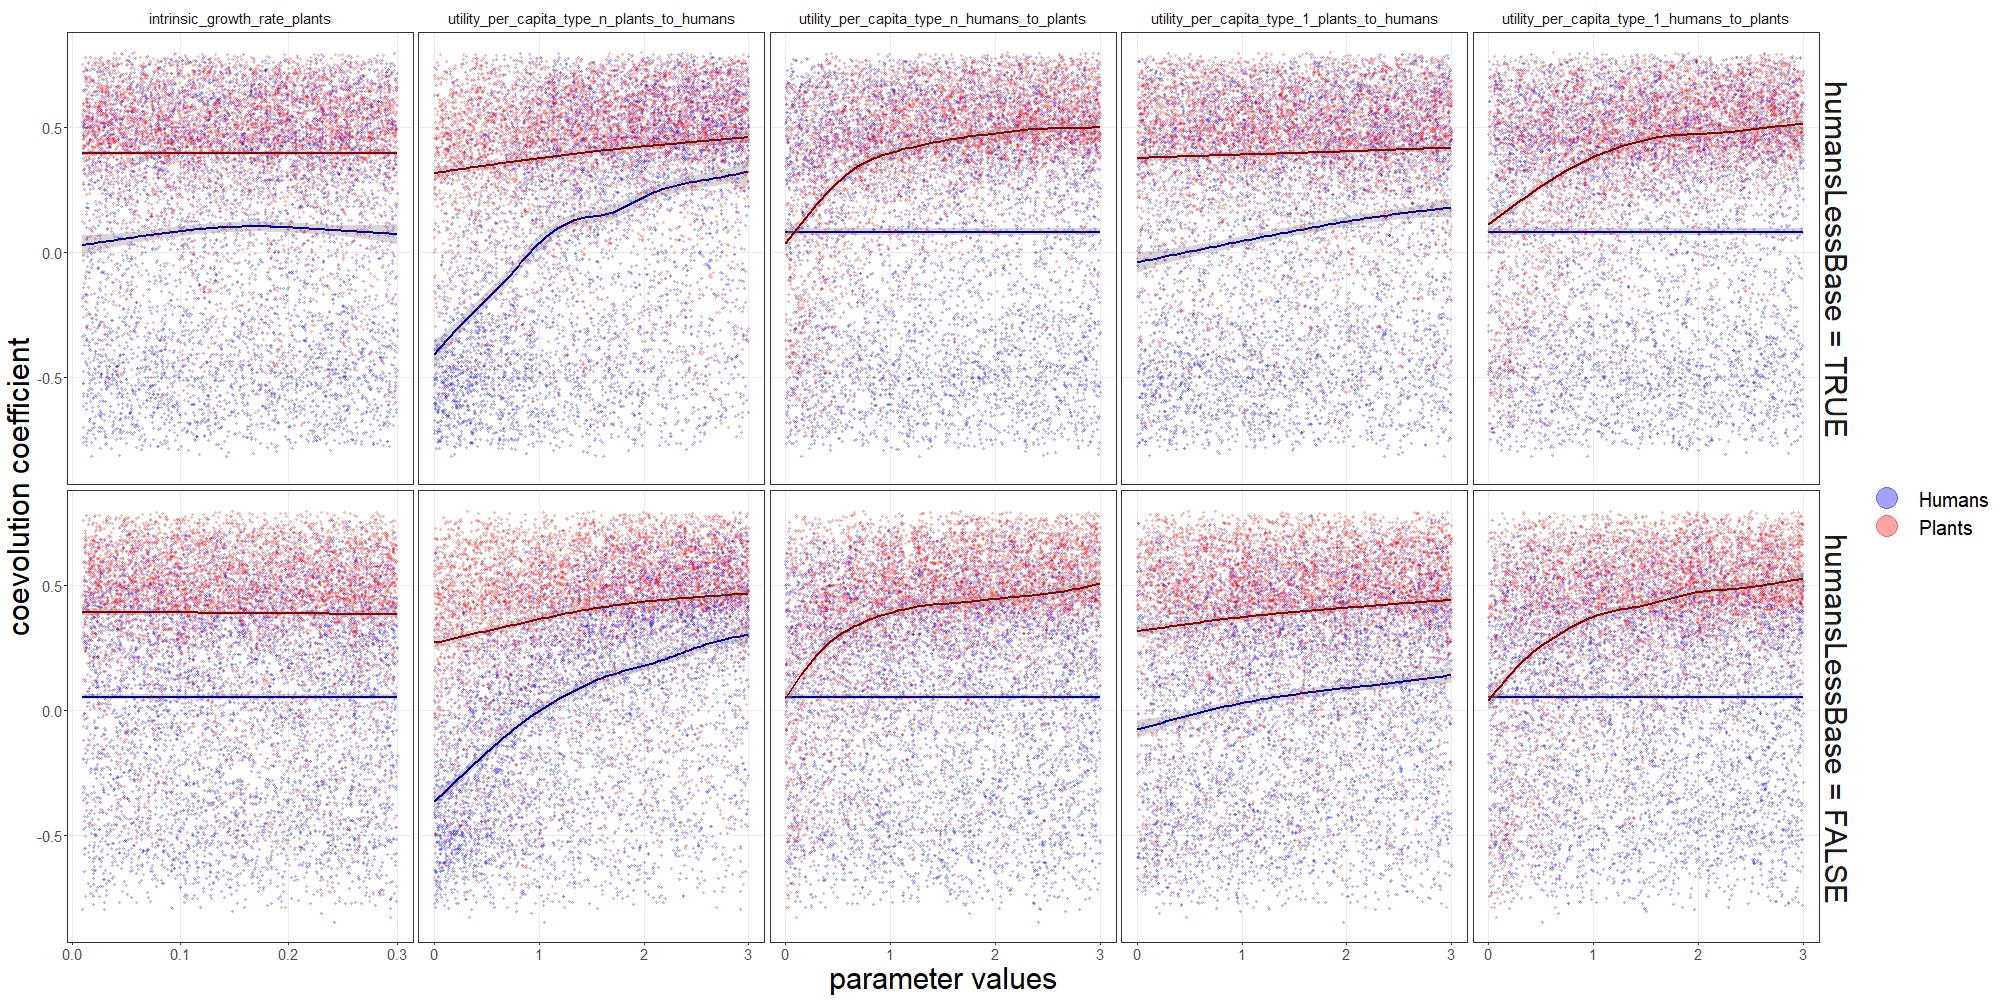 intrinsic_growth_rate_plants
utility_per_capita_type_n_plants_to_humans
utility_per_capita_type_n_humans_to_plants
utility_per_capita_type_1_plants_to_humans
utility_per_capita_type_1_humans_to_plants
coevolution coefficient
0.5
0.0
-0.5
humansLessBase = TRUE
0.5
0.0
-0.5
humansLessBase = FALSE
0.0 0.1 0.2 0.3
0 1 2 3
0 1 2 3
0 1 2 3
0 1 2 3
parameter values
Humans
Plants